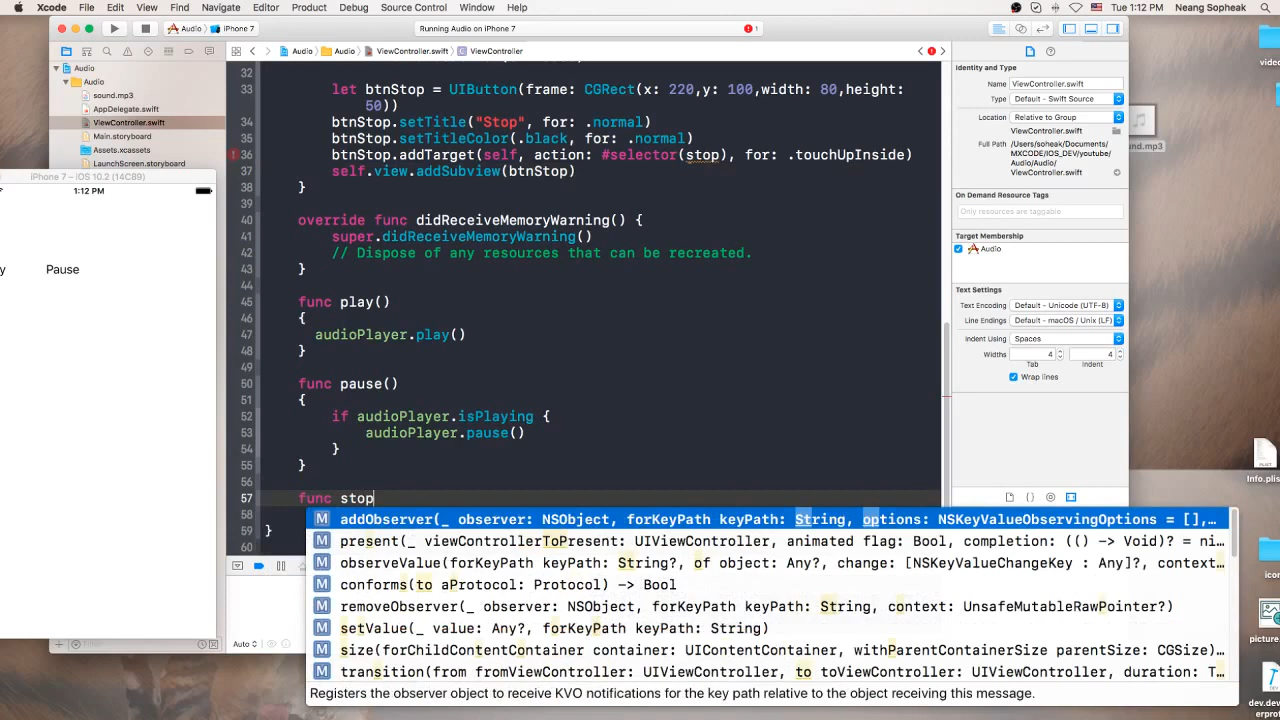 Xcode File Edit View Find Navigate Editor Product Debug Source Control Window Help Tue 1:12 PM Neang Sopheak
Audio iPhone 7 Running Audio on iPhone 7 1
Audio Audio ViewController.swift ViewController
Audio
Audio
sound.mp3
AppDelegate.swift
ViewController.swift
Main.storyboard
Assets.xcassets
LaunchScreen.storyboard
iPhone 7 – iOS 10.2 (14C89)
1:12 PM
y Pause
32
33 let btnStop = UIButton(frame: CGRect(x: 220,y: 100,width: 80,height:
50))
34 btnStop.setTitle("Stop", for: .normal)
35 btnStop.setTitleColor(.black, for: .normal)
36 btnStop.addTarget(self, action: #selector(stop), for: .touchUpInside)
37 self.view.addSubview(btnStop)
38 }
39
40 override func didReceiveMemoryWarning() {
41 super.didReceiveMemoryWarning()
42 // Dispose of any resources that can be recreated.
43 }
44
45 func play()
46 {
47 audioPlayer.play()
48 }
49
50 func pause()
51 {
52 if audioPlayer.isPlaying {
53 audioPlayer.pause()
54 }
55 }
56
57 func stop
58
59 }
60
M addObserver(_ observer: NSObject, forKeyPath keyPath: String, options: NSKeyValueObservingOptions = [],…
M present(_ viewControllerToPresent: UIViewController, animated flag: Bool, completion: (() -> Void)? = ni…
M observeValue(forKeyPath keyPath: String?, of object: Any?, change: [NSKeyValueChangeKey : Any]?, context…
M conforms(to aProtocol: Protocol) -> Bool
M removeObserver(_ observer: NSObject, forKeyPath keyPath: String, context: UnsafeMutableRawPointer?)
M setValue(_ value: Any?, forKeyPath keyPath: String)
M size(forChildContentContainer container: UIContentContainer, withParentContainerSize parentSize: CGSize)…
M transition(from fromViewController: UIViewController, to toViewController: UIViewController, duration: T…
Registers the observer object to receive KVO notifications for the key path relative to the object receiving this message.
Auto
Filter
Identity and Type
Name ViewController.swift
Type Default - Swift Source
Location Relative to Group
ViewController.swift
Full Path /Users/soheak/Documents/
MXCODE/IOS_DEV/youtube/
Audio/Audio/
ViewController.swift
On Demand Resource Tags
Only resources are taggable
Target Membership
Audio
Text Settings
Text Encoding Default - Unicode (UTF-8)
Line Endings Default - macOS / Unix (LF)
Indent Using Spaces
Widths 4 4
Tab Indent
Wrap lines
video
und.mp3
PLIST
Info.plis
icon
picture
dev.dev
erprof